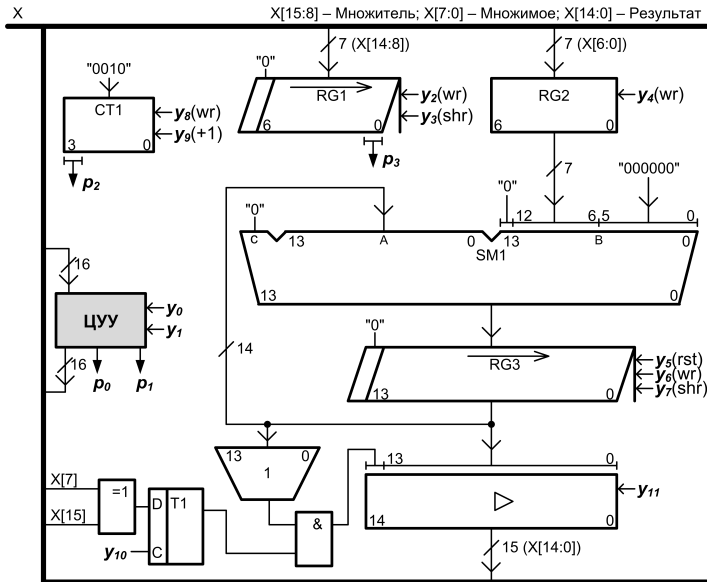 X
X[15:8] – Множитель; X[7:0] – Множимое; X[14:0] – Результат
7 (X[14:8])
7 (X[6:0])
"0010"
CT1
3
0
y8(wr)
y9(+1)
p2
"0"
RG1
6
0
y2(wr)
y3(shr)
p3
RG2
6
0
y4(wr)
7
"0"
"000000"
12
6,5
0
"0"
C
13
A
0
13
B
0
SM1
13
0
16
ЦУУ
y0
y1
16
p0
p1
14
"0"
RG3
13
0
y5(rst)
y6(wr)
y7(shr)
13
0
1
13
0
X[7]
X[15]
=1
D
T1
C
y10
&
14
0
y11
15 (X[14:0])